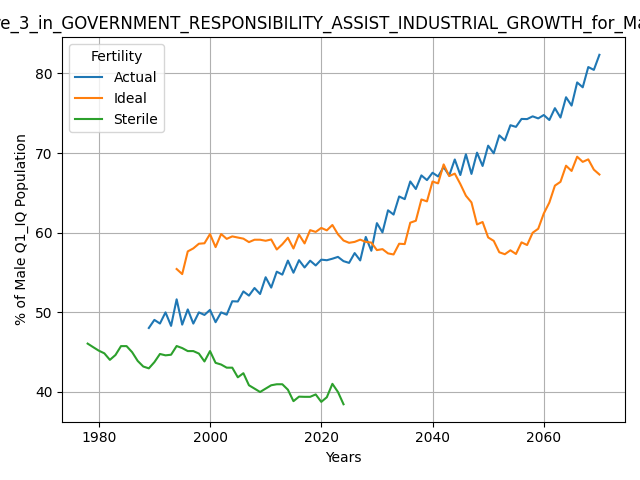 re_3_in_GOVERNMENT_RESPONSIBILITY_ASSIST_INDUSTRIAL_GROWTH_for_Ma
Fertility
Actual
Ideal
Sterile
% of Male Q1_IQ Population
80
70
60
50
40
1980 2000 2020 2040 2060
Years